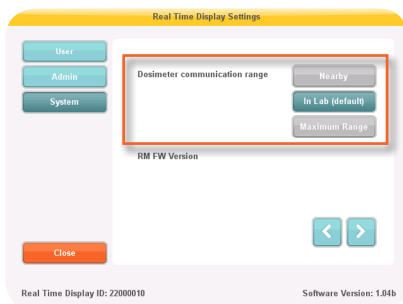 Real Time Display Settings
User
Admin
System
Dosimeter communication range
Nearby
In Lab (default)
Maximum Range
RM FW Version
< >
Close
Real Time Display ID: 22000010
Software Version: 1.04b